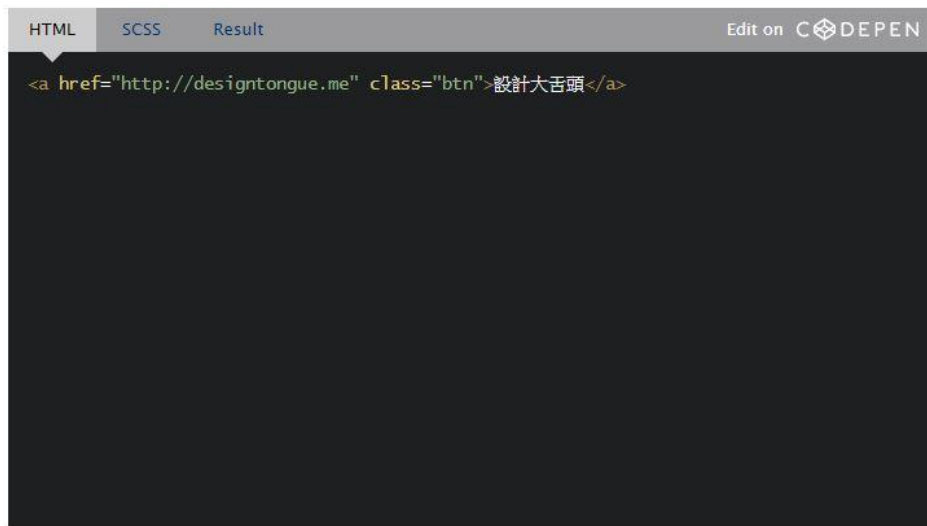 HTML SCSS Result Edit on CODEPEN
<a href="http://designtongue.me" class="btn">設計大舌頭</a>